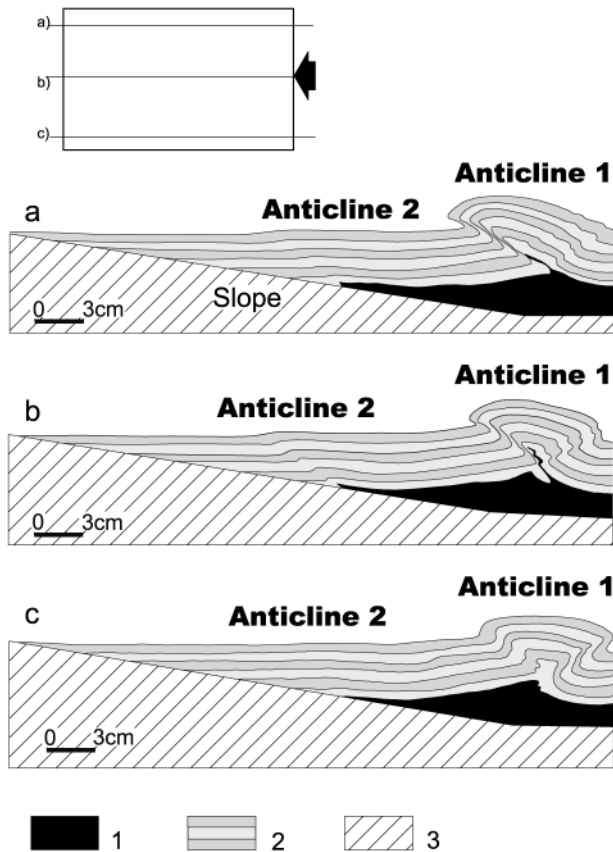 a)
b)
c)
Anticline 1
a
Anticline 2
Slope
0 3cm
Anticline 1
b
Anticline 2
0 3cm
Anticline 1
c
Anticline 2
0 3cm
1 2 3